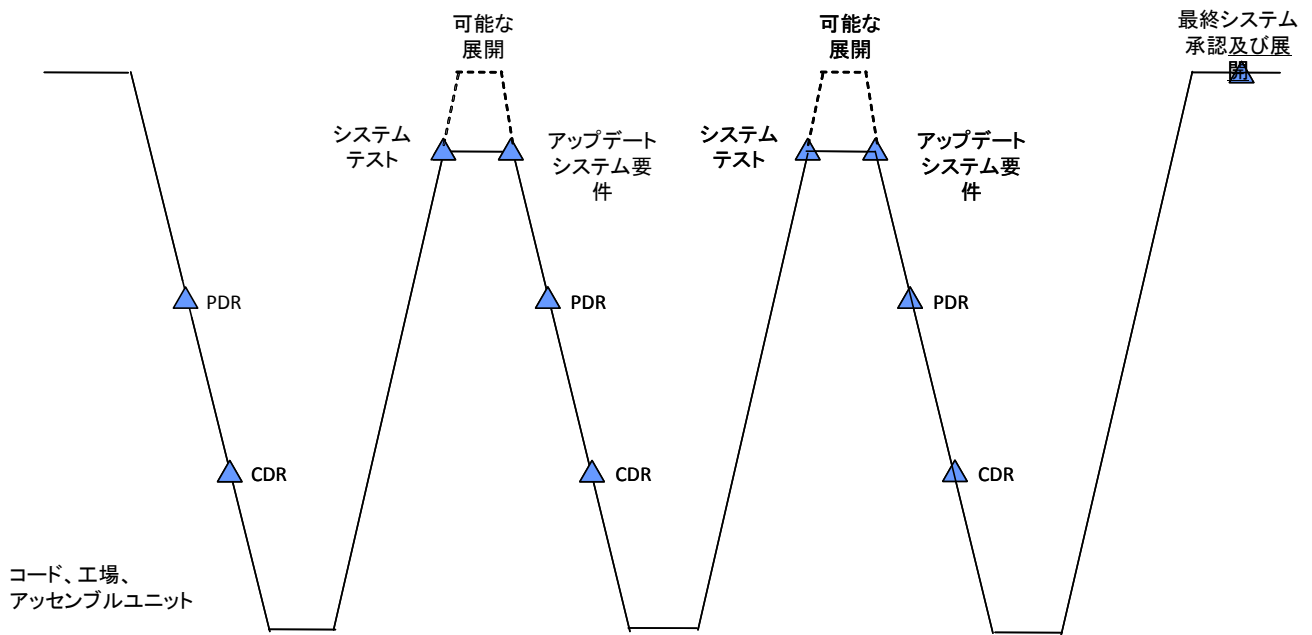 可能な
展開
可能な
展開
最終システム
承認及び展
開
システム
テスト
アップデート
システム要
件
システム
テスト
アップデート
システム要
件
PDR
PDR
PDR
CDR
CDR
CDR
コード、工場、
アッセンブルユニット